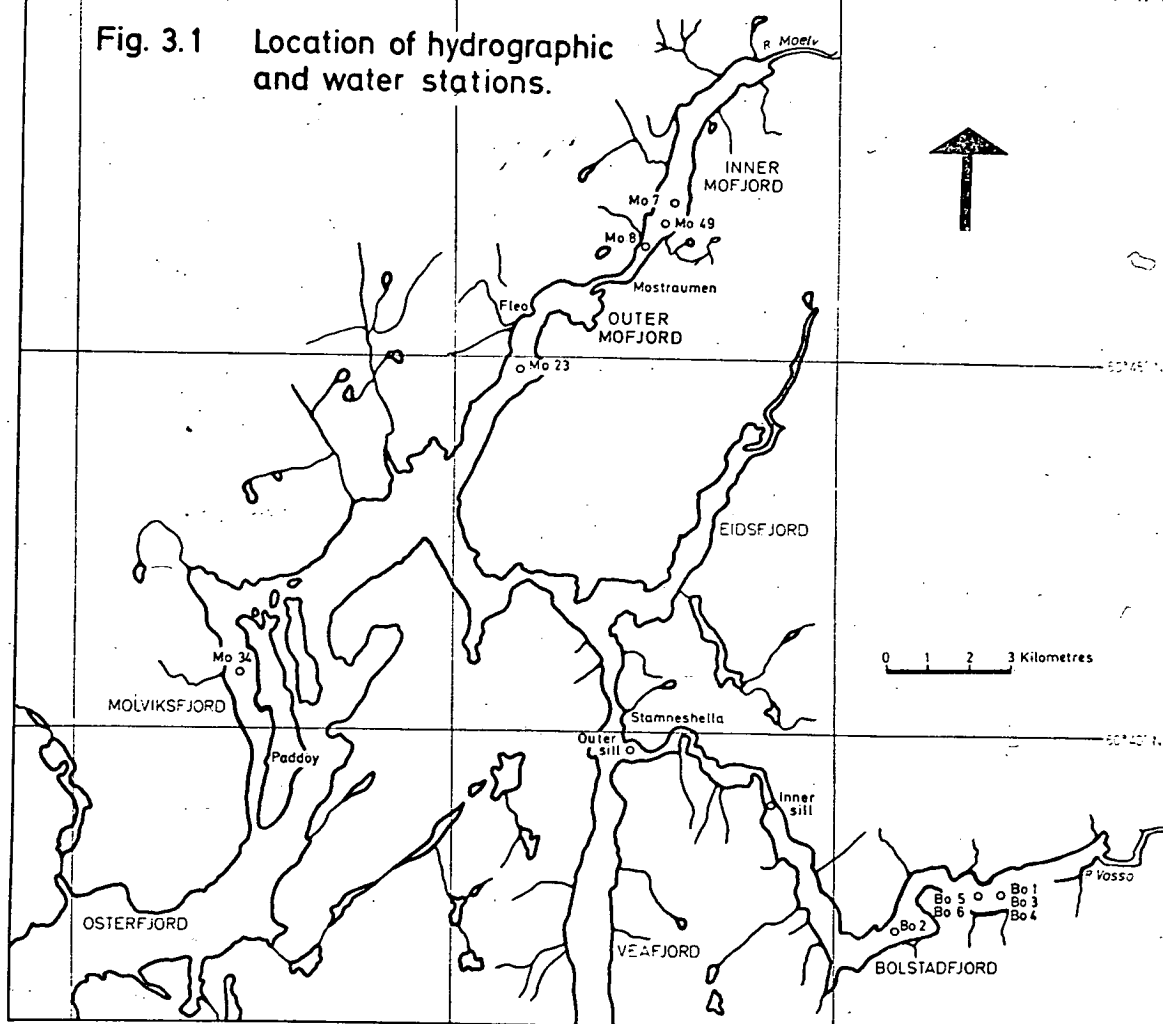 Fig. 3.1 Location of hydrographic
and water stations.
R. Moelv
INNER
MOFJORD
Mo 7
Mo 49
Mo 8
Mostraumen
Fleo
OUTER
MOFJORD
Mo 23
EIDSFJORD
0 1 2 3 Kilometres
Mo 34
MOLVIKSFJORD
Stamneshella
Outer
sill
Paddoy
Inner
sill
R Vosso
Bo 5
Bo 6
Bo 1
Bo 3
Bo 4
Bo 2
OSTERFJORD
VEAFJORD
BOLSTADFJORD